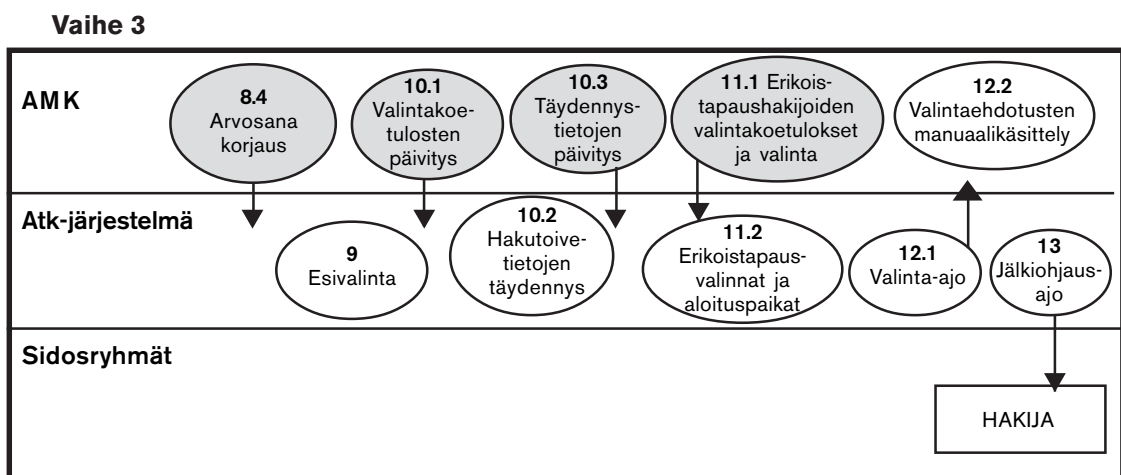 Vaihe 3
AMK
8.4
Arvosana
korjaus
10.1
Valintakoe-
tulosten
päivitys
10.3
Täydennys-
tietojen
päivitys
11.1 Erikois-
tapaushakijoiden
valintakoetulokset
ja valinta
12.2
Valintaehdotusten
manuaalikäsittely
Atk-järjestelmä
9
Esivalinta
10.2
Hakutoive-
tietojen
täydennys
11.2
Erikoistapaus-
valinnat ja
aloituspaikat
12.1
Valinta-ajo
13
Jälkiohjaus-
ajo
Sidosryhmät
HAKIJA